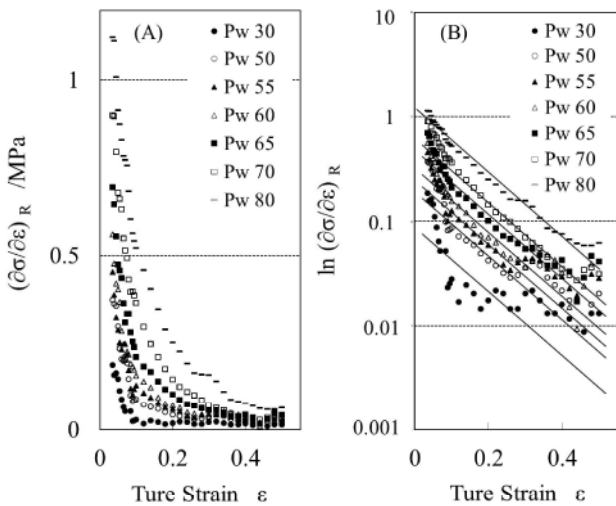 (A)
Pw 30
Pw 50
Pw 55
Pw 60
Pw 65
Pw 70
Pw 80
1
0.5
0
(∂σ/∂ε) R /MPa
0 0.2 0.4
Ture Strain ε
(B)
Pw 30
Pw 50
Pw 55
Pw 60
Pw 65
Pw 70
Pw 80
10
1
0.1
0.01
0.001
ln (∂σ/∂ε) R
0 0.2 0.4
Ture Strain ε